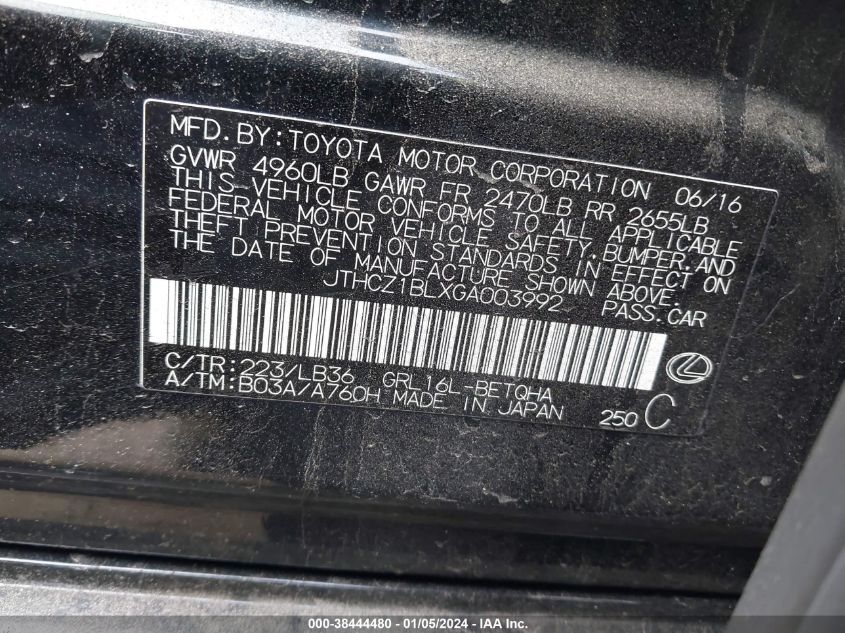 MFD.BY:TOYOTA MOTOR CORPORATION 06/16
GVWR 4960LB GAWR FR 2470LB RR 2655LB
THIS VEHICLE CONFORMS TO ALL APPLICABLE
FEDERAL MOTOR VEHICLE SAFETY,BUMPER,AND
THEFT PREVENTION STANDARDS IN EFFECT ON
THE DATE OF MANUFACTURE SHOWN ABOVE.
JTHCZ1BLXGA003992 PASS.CAR
C/TR:223/LB36 GRL16L-BETQHA
A/TM:B03A/A760H MADE IN JAPAN 250 C
000-38444480 - 01/05/2024 - IAA Inc.